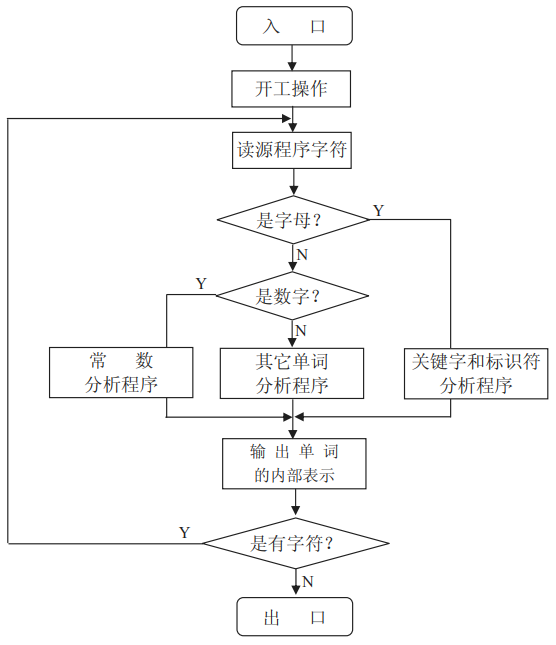 入 口
开工操作
读源程序字符
是字母？
Y
N
Y
是数字？
N
常 数
分析程序
其它单词
分析程序
关键字和标识符
分析程序
输 出 单 词
的内部表示
Y
是有字符？
N
出 口